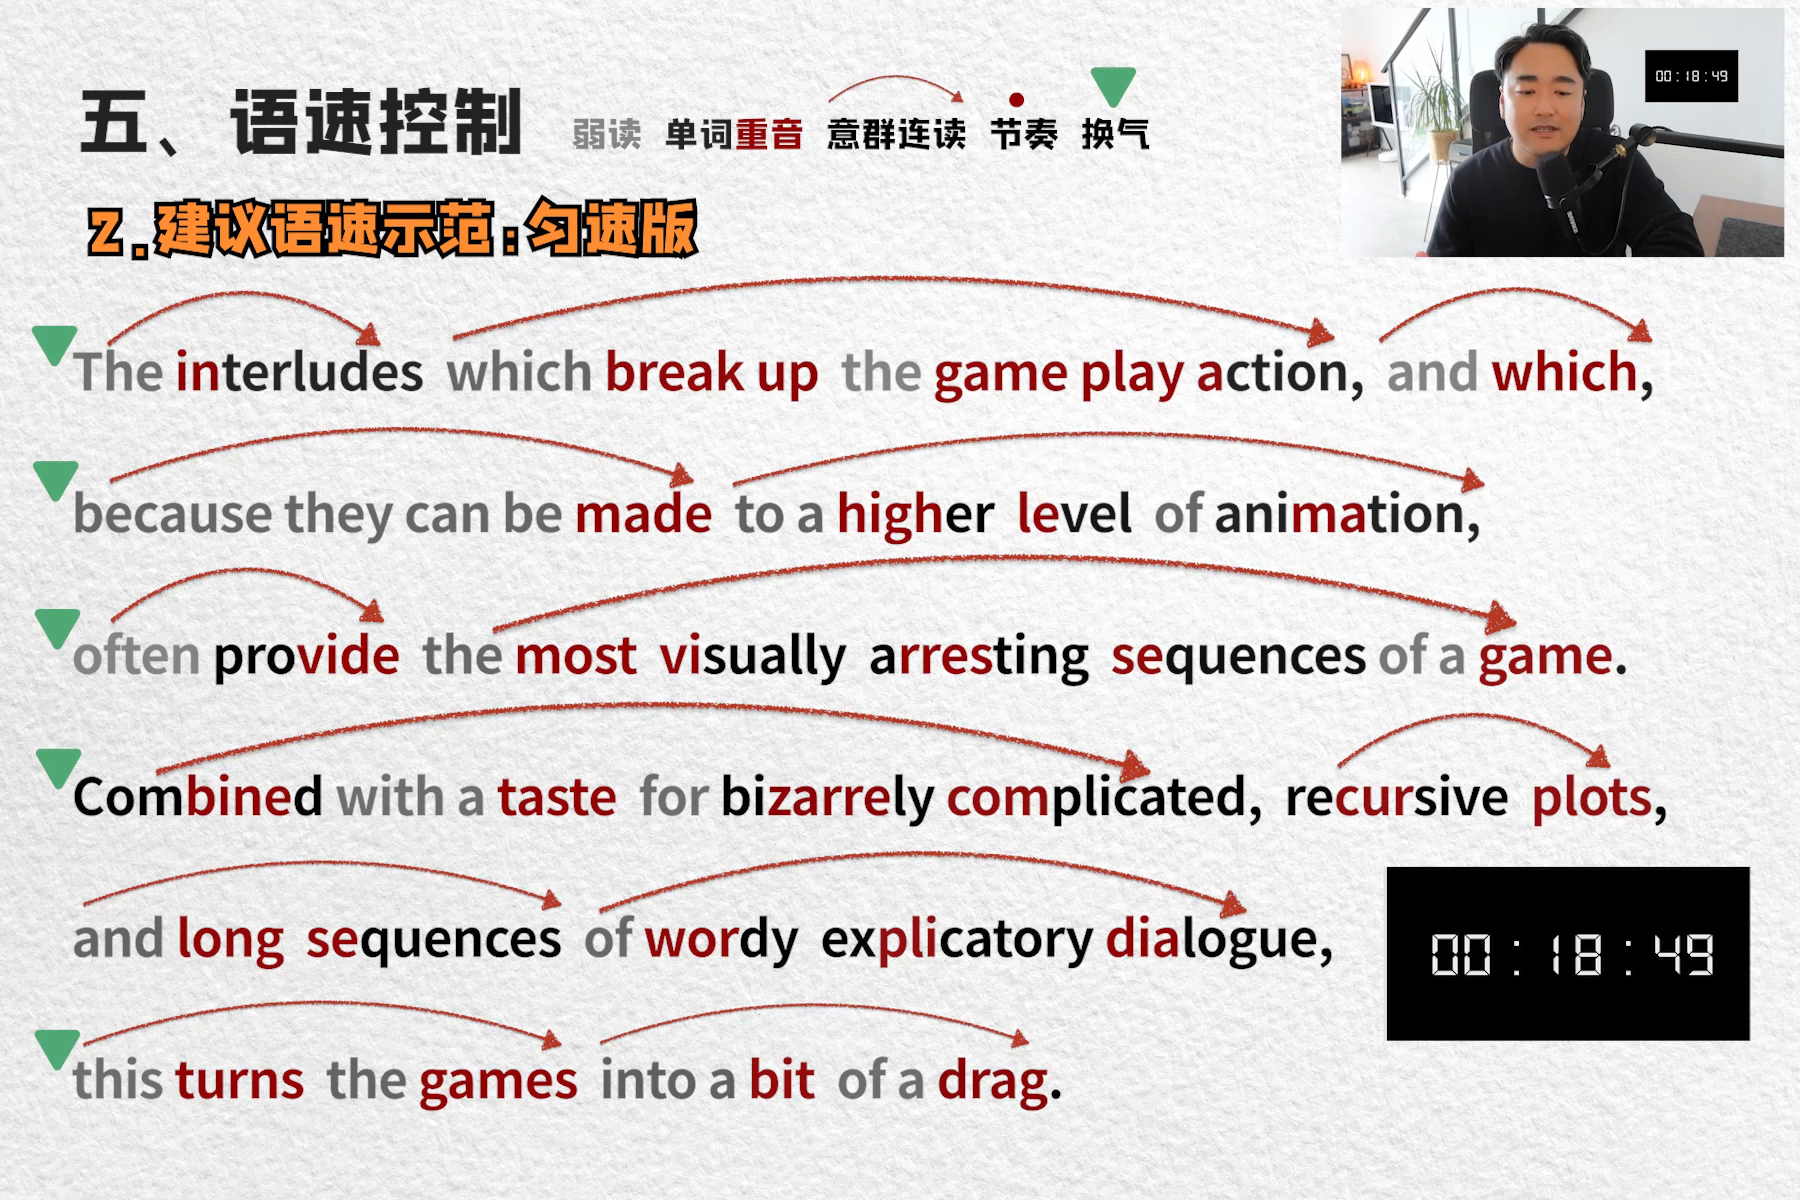 五、语速控制
弱读 单词重音 意群连读 节奏 换气
00:18:49
2.建议语速示范:匀速版
The interludes which break up the game play action, and which,
because they can be made to a higher level of animation,
often provide the most visually arresting sequences of a game.
Combined with a taste for bizarrely complicated, recursive plots,
and long sequences of wordy explicatory dialogue,
00:18:49
this turns the games into a bit of a drag.